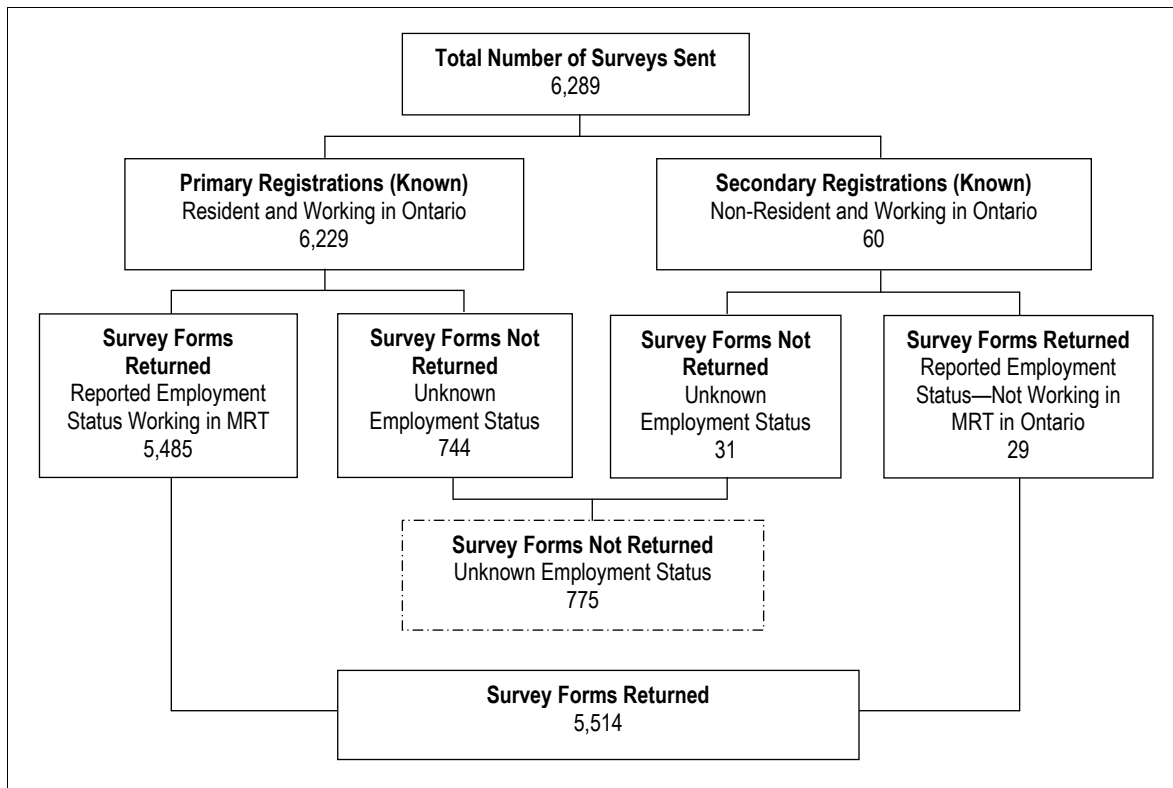 Total Number of Surveys Sent
6,289
Primary Registrations (Known)
Resident and Working in Ontario
6,229
Secondary Registrations (Known)
Non-Resident and Working in Ontario
60
Survey Forms
Returned
Reported Employment
Status Working in MRT
5,485
Survey Forms Not
Returned
Unknown
Employment Status
744
Survey Forms Not
Returned
Unknown
Employment Status
31
Survey Forms Returned
Reported Employment
Status—Not Working in
MRT in Ontario
29
Survey Forms Not Returned
Unknown Employment Status
775
Survey Forms Returned
5,514